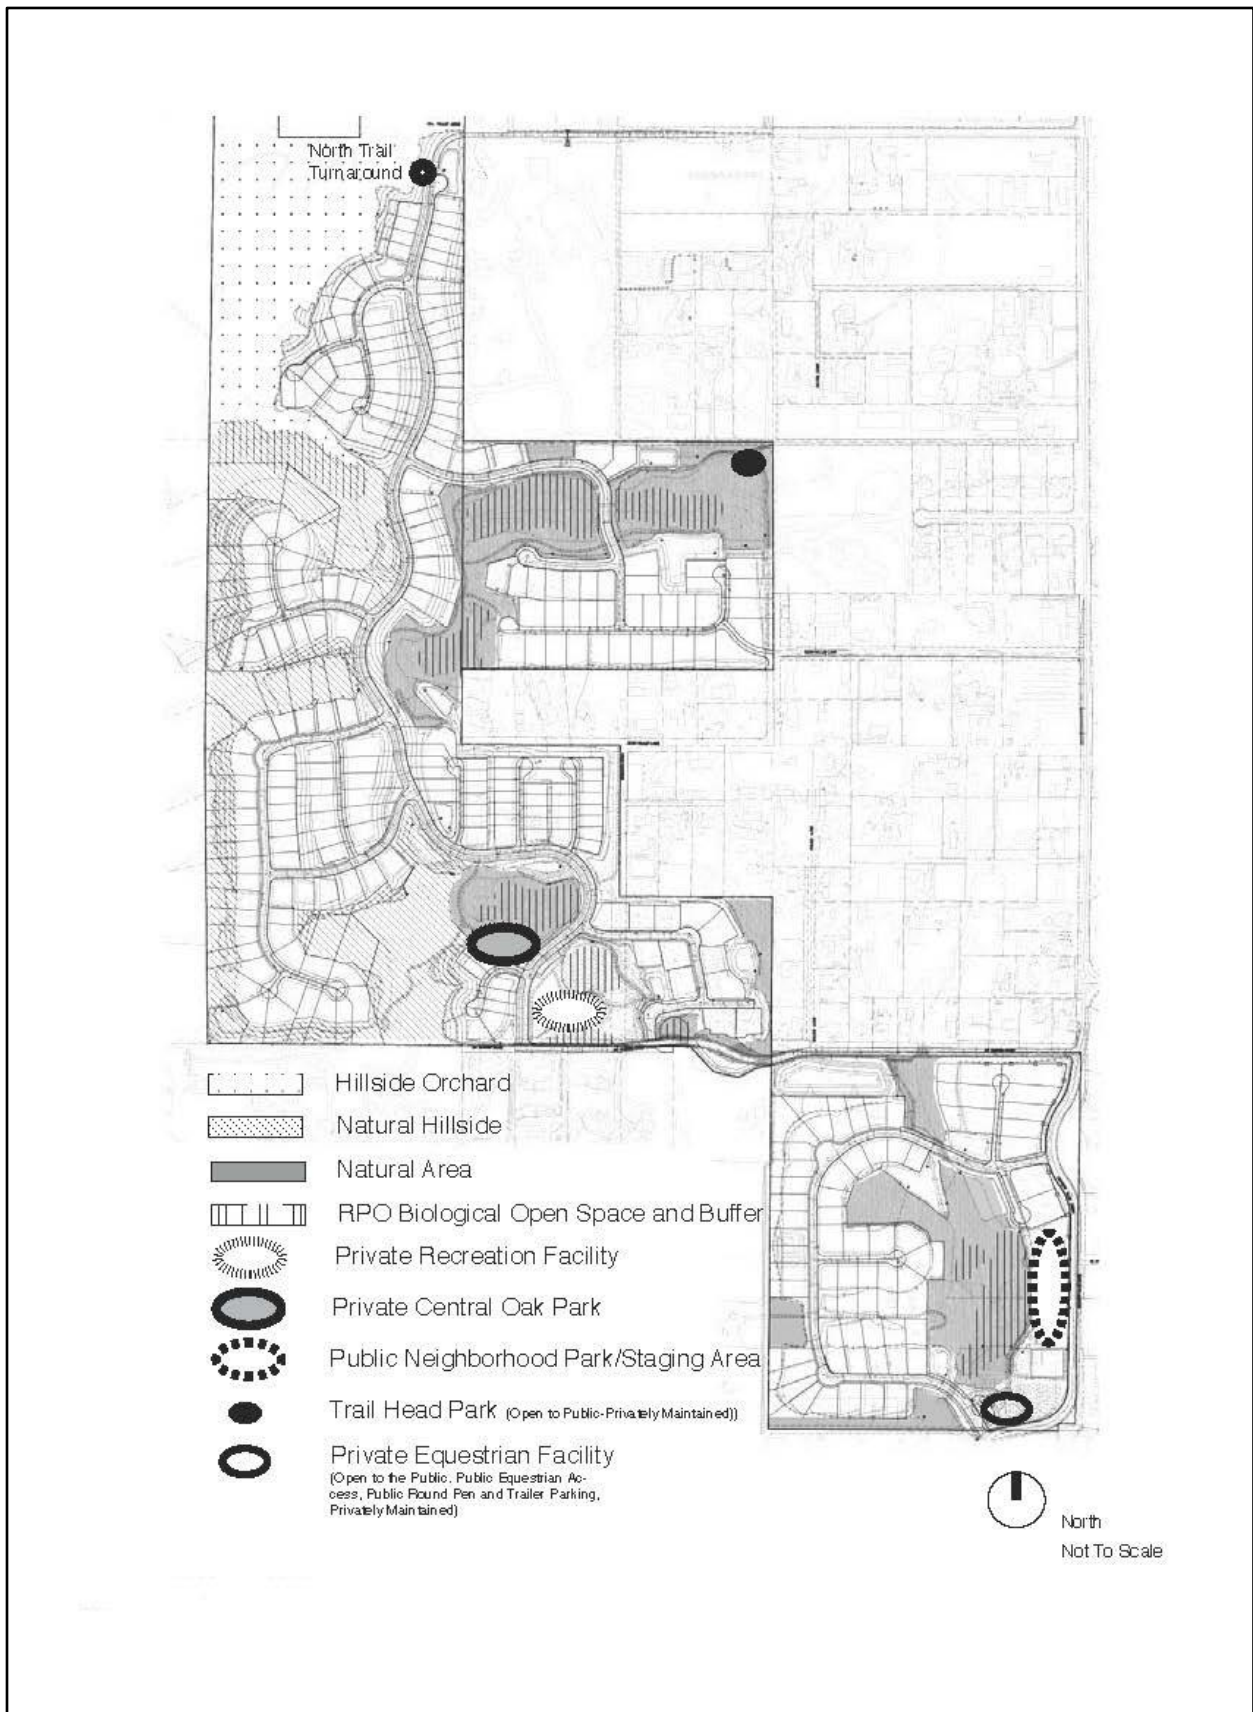 North Trail
Turnaround
Hillside Orchard
Natural Hillside
Natural Area
RPO Biological Open Space and Buffer
Private Recreation Facility
Private Central Oak Park
Public Neighborhood Park/Staging Area
Trail Head Park (Open to Public-Privately Maintained))
Private Equestrian Facility
(Open to the Public. Public Equestrian Ac-
cess, Public Round Pen and Trailer Parking,
Privately Maintained)
North
Not To Scale